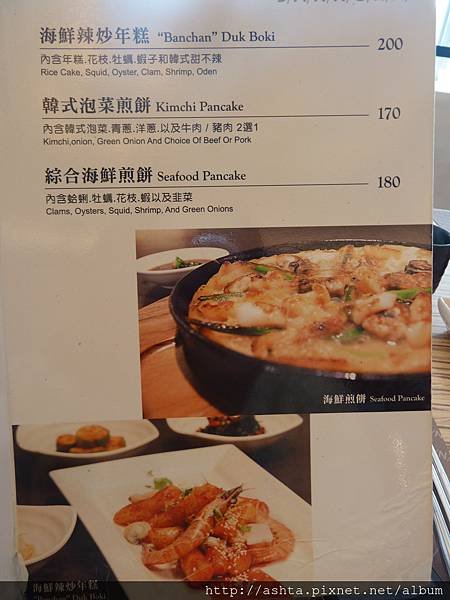 海鮮辣炒年糕 “Banchan” Duk Boki 200
內含年糕.花枝.牡蠣.蝦子和韓式甜不辣
Rice Cake, Squid, Oyster, Clam, Shrimp, Oden
韓式泡菜煎餅 Kimchi Pancake 170
內含韓式泡菜.青蔥.洋蔥.以及牛肉 / 豬肉 2選1
Kimchi,onion, Green Onion And Choice Of Beef Or Pork
綜合海鮮煎餅 Seafood Pancake 180
內含蛤蜊.牡蠣.花枝.蝦以及韭菜
Clams, Oysters, Squid, Shrimp, And Green Onions
海鮮煎餅 Seafood Pancake
海鮮辣炒年糕
“Banchan” Duk Boki
http://ashta.pixnet.net/album